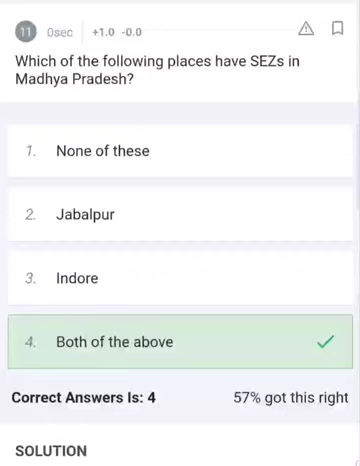 11 0sec +1.0 -0.0
Which of the following places have SEZs in
Madhya Pradesh?
1. None of these
2. Jabalpur
3. Indore
4. Both of the above
Correct Answers Is: 4 57% got this right
SOLUTION